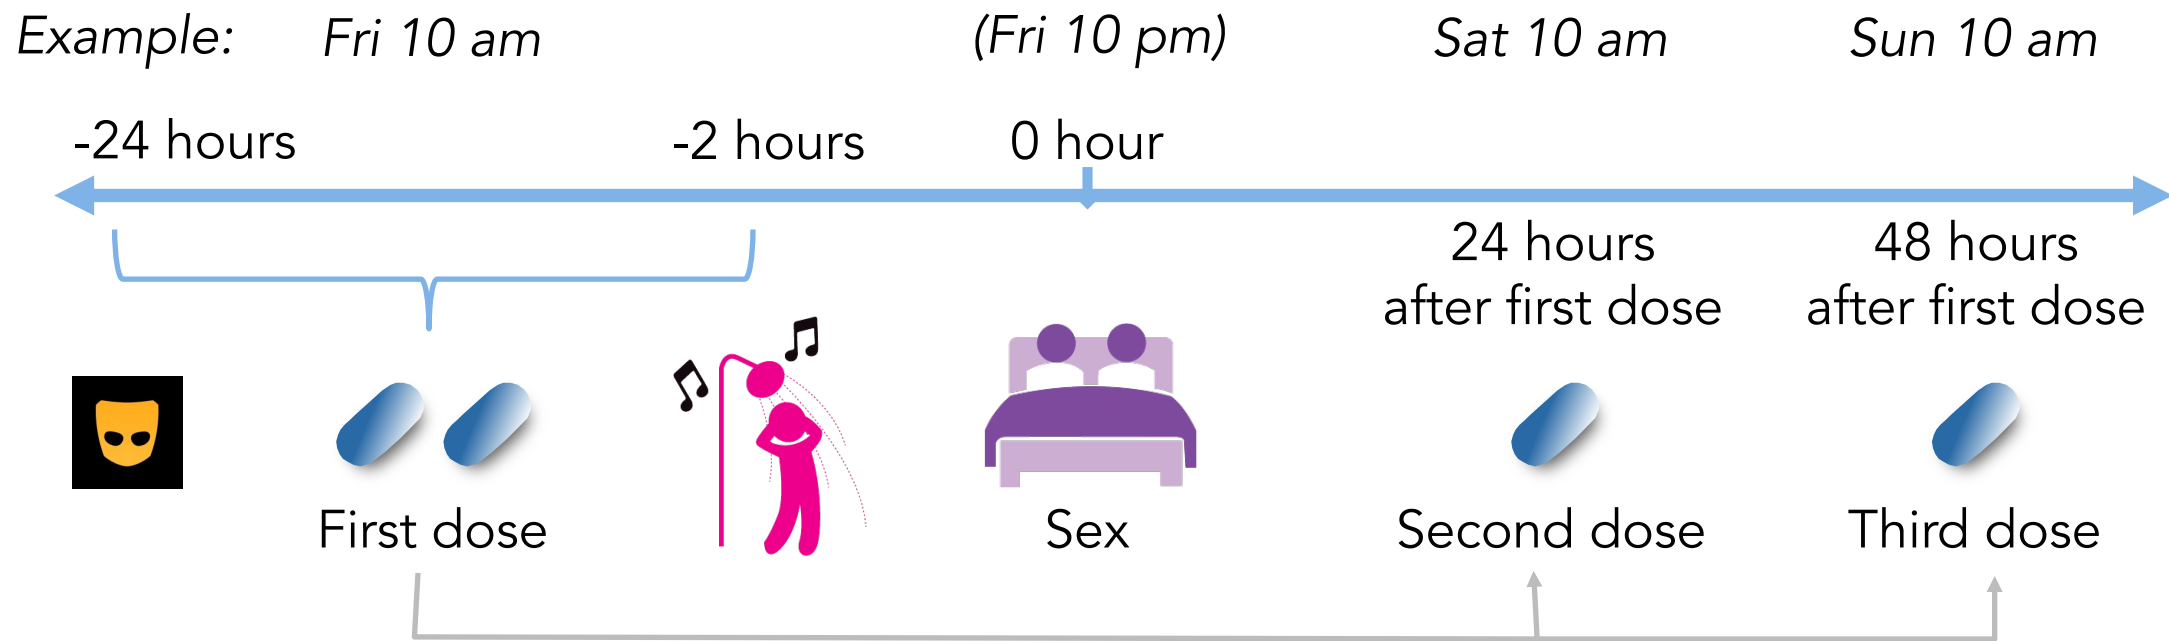 Example: Fri 10 am (Fri 10 pm) Sat 10 am Sun 10 am
-24 hours -2 hours 0 hour
24 hours 48 hours
after first dose after first dose
First dose Sex Second dose Third dose